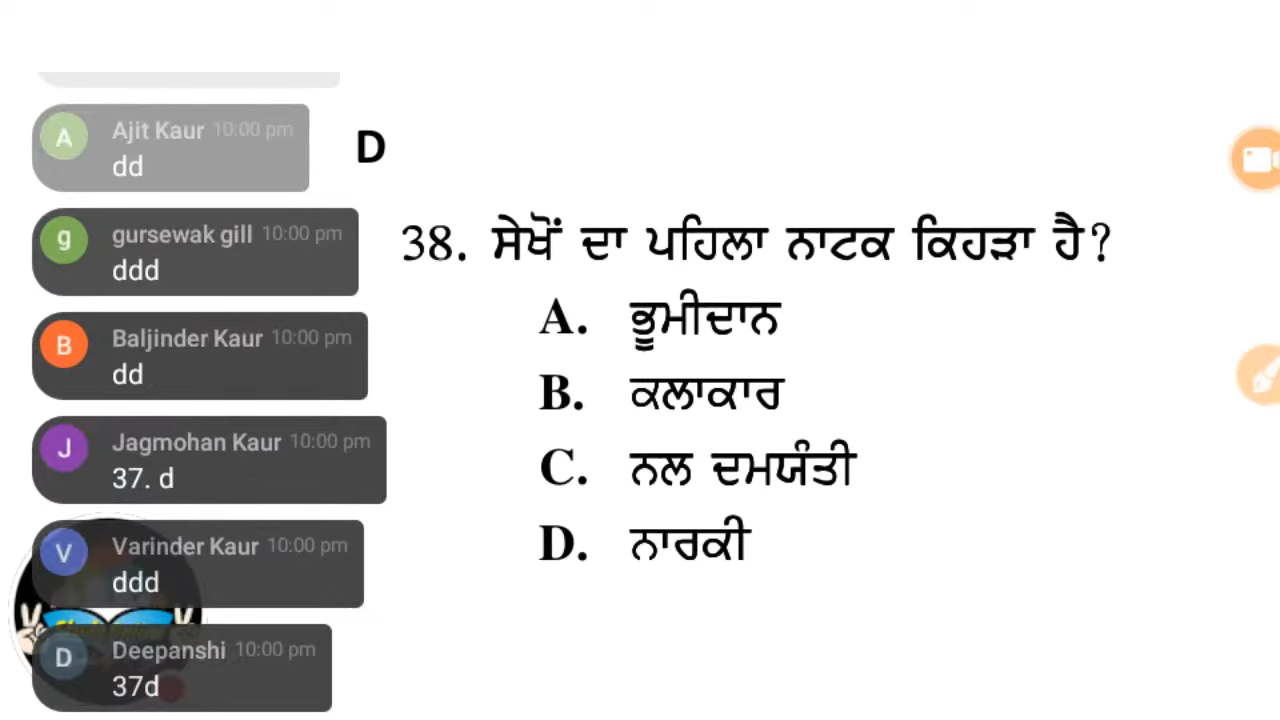 Ajit Kaur 10:00 pm
dd
gursewak gill 10:00 pm
ddd
Baljinder Kaur 10:00 pm
dd
Jagmohan Kaur 10:00 pm
37. d
Varinder Kaur 10:00 pm
ddd
Deepanshi 10:00 pm
37d
D
38. ਸੇਖੋਂ ਦਾ ਪਹਿਲਾ ਨਾਟਕ ਕਿਹੜਾ ਹੈ?
A. ਭੂਮੀਦਾਨ
B. ਕਲਾਕਾਰ
C. ਨਲ ਦਮਯੰਤੀ
D. ਨਾਰਕੀ